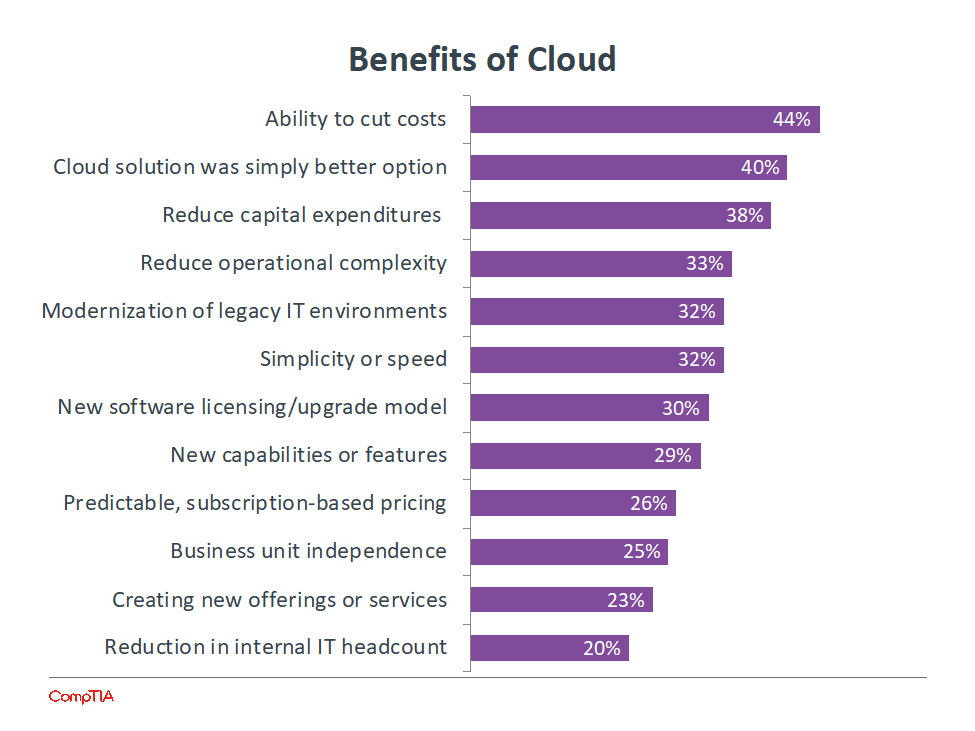 Benefits of Cloud
Ability to cut costs 44%
Cloud solution was simply better option 40%
Reduce capital expenditures 38%
Reduce operational complexity 33%
Modernization of legacy IT environments 32%
Simplicity or speed 32%
New software licensing/upgrade model 30%
New capabilities or features 29%
Predictable, subscription-based pricing 26%
Business unit independence 25%
Creating new offerings or services 23%
Reduction in internal IT headcount 20%
CompTIA